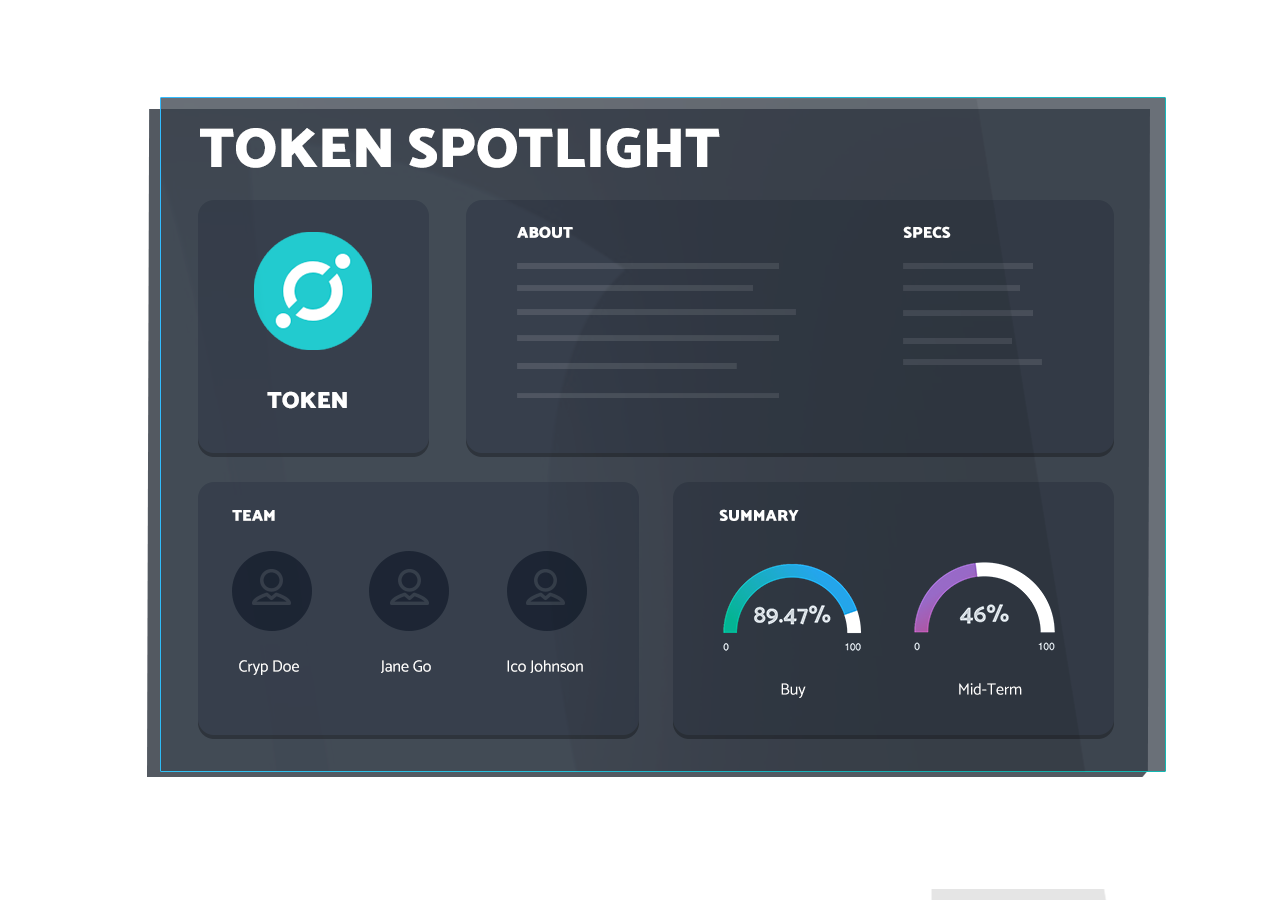 TOKEN SPOTLIGHT
TOKEN
ABOUT
SPECS
TEAM
Cryp Doe
Jane Go
Ico Johnson
SUMMARY
89.47%
0
100
Buy
46%
0
100
Mid-Term